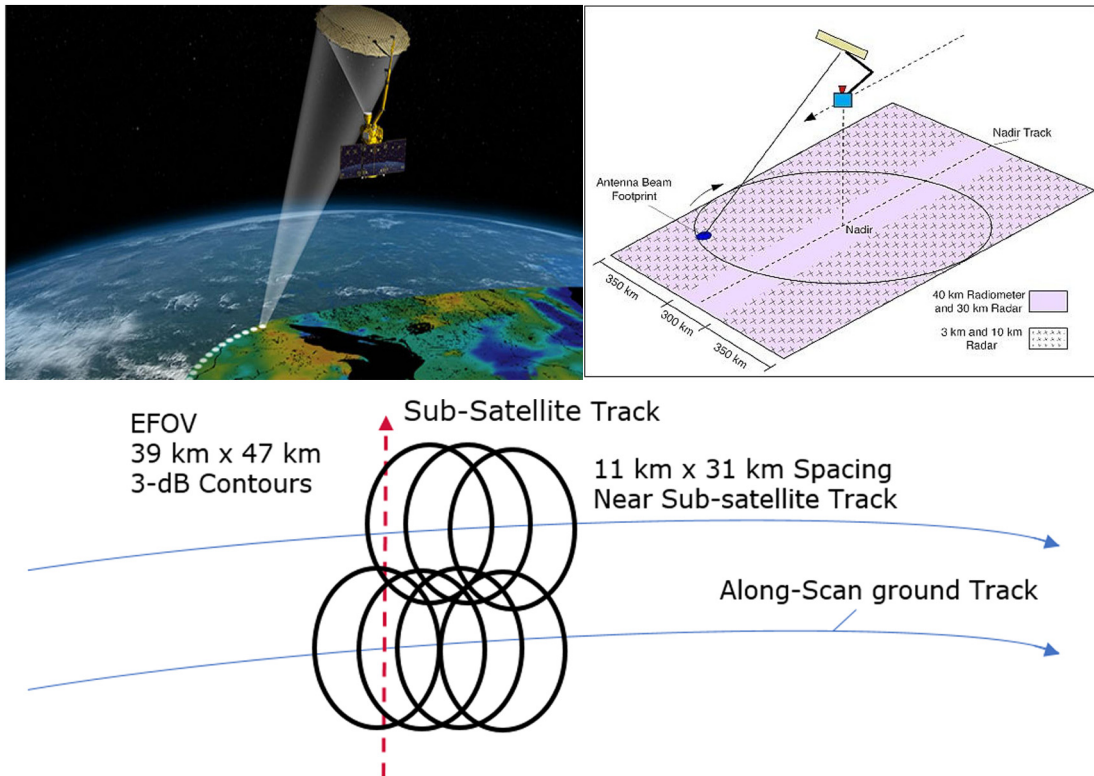 Nadir Track
Antenna Beam
Footprint
Nadir
350 km
300 km
350 km
40 km Radiometer
and 30 km Radar
3 km and 10 km
Radar
EFOV
39 km x 47 km
3-dB Contours
Sub-Satellite Track
11 km x 31 km Spacing
Near Sub-satellite Track
Along-Scan ground Track